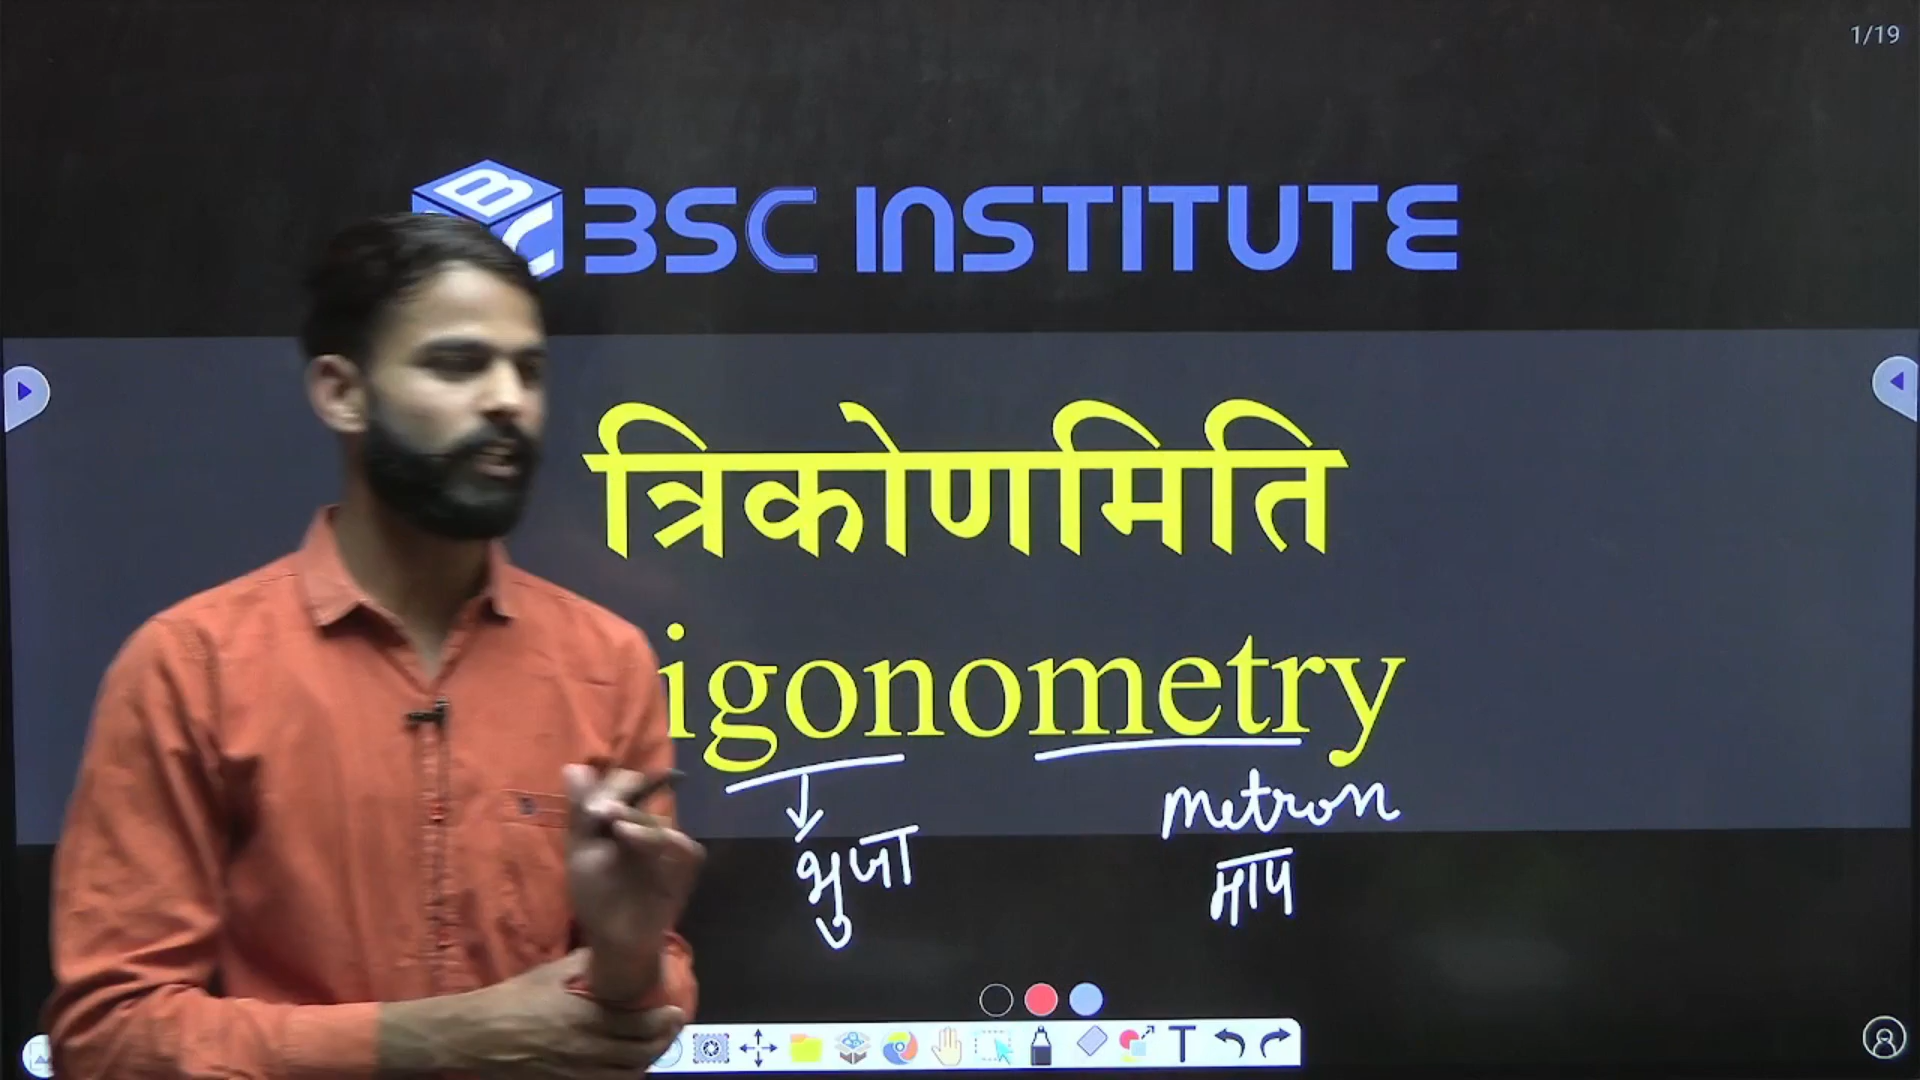 1/19
BSC INSTITUTE
त्रिकोणमिति
igonometry
metron
भुजा
माप